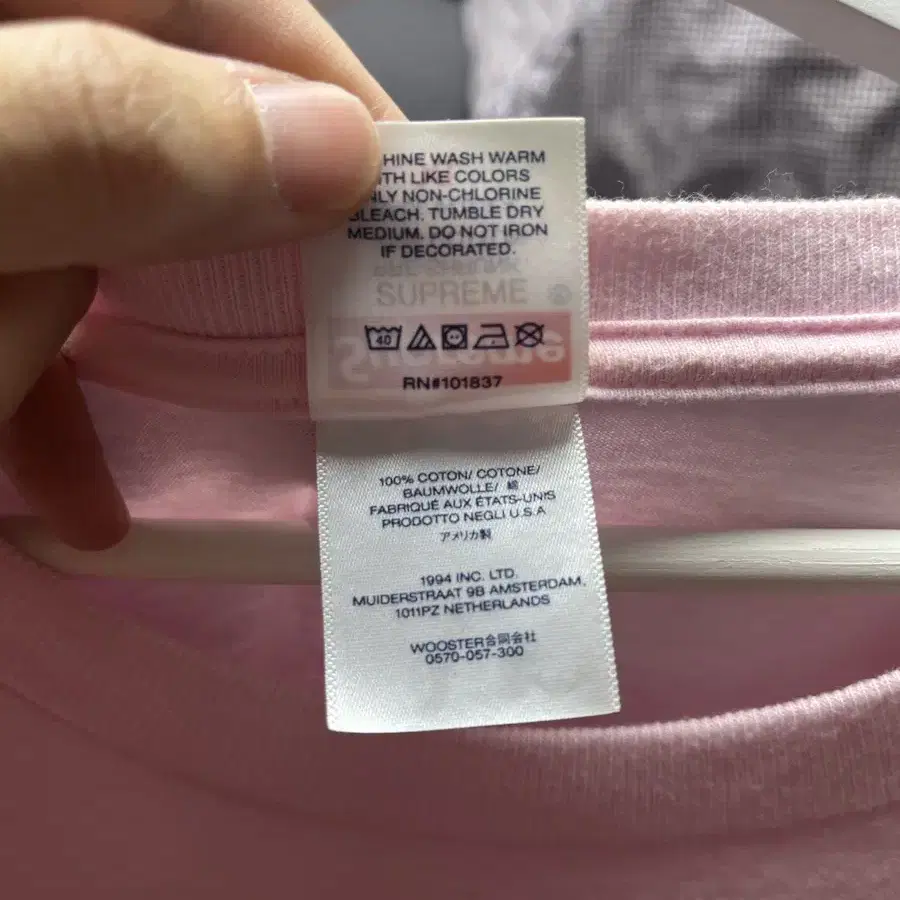 HINE WASH WARM
TH LIKE COLORS
NLY NON-CHLORINE
BLEACH. TUMBLE DRY
MEDIUM. DO NOT IRON
IF DECORATED.
SUPREME
40
Supreme
RN#101837
100% COTON/ COTONE/
BAUMWOLLE/ 綿
FABRIQUÉ AUX ÉTATS-UNIS
PRODOTTO NEGLI U.S.A
アメリカ製
1994 INC. LTD.
MUIDERSTRAAT 9B AMSTERDAM,
1011PZ NETHERLANDS
WOOSTER合同会社
0570-057-300